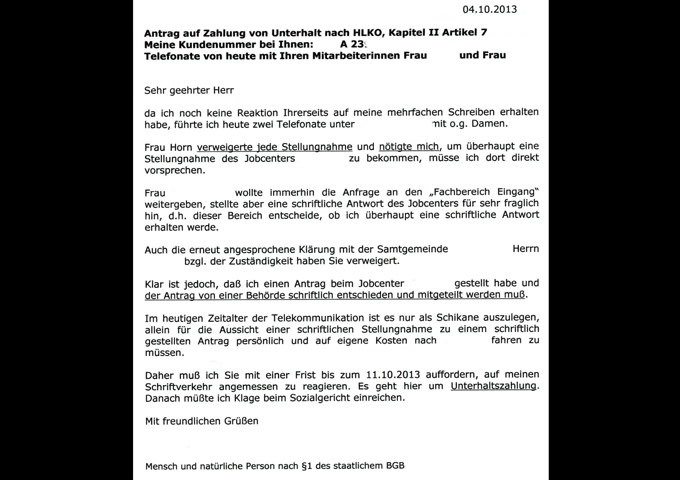 04.10.2013
Antrag auf Zahlung von Unterhalt nach HLKO, Kapitel II Artikel 7
Meine Kundenummer bei Ihnen: A 23
Telefonate von heute mit Ihren Mitarbeiterinnen Frau und Frau
Sehr geehrter Herr
da ich noch keine Reaktion Ihrerseits auf meine mehrfachen Schreiben erhalten
habe, führte ich heute zwei Telefonate unter mit o.g. Damen.
Frau Horn verweigerte jede Stellungnahme und nötigte mich, um überhaupt eine
Stellungnahme des Jobcenters zu bekommen, müsse ich dort direkt
vorsprechen.
Frau wollte immerhin die Anfrage an den „Fachbereich Eingang“
weitergeben, stellte aber eine schriftliche Antwort des Jobcenters für sehr fraglich
hin, d.h. dieser Bereich entscheide, ob ich überhaupt eine schriftliche Antwort
erhalten werde.
Auch die erneut angesprochene Klärung mit der Samtgemeinde Herrn
bzgl. der Zuständigkeit haben Sie verweigert.
Klar ist jedoch, daß ich einen Antrag beim Jobcenter gestellt habe und
der Antrag von einer Behörde schriftlich entschieden und mitgeteilt werden muß.
Im heutigen Zeitalter der Telekommunikation ist es nur als Schikane auszulegen,
allein für die Aussicht einer schriftlichen Stellungnahme zu einem schriftlich
gestellten Antrag persönlich und auf eigene Kosten nach fahren zu
müssen.
Daher muß ich Sie mit einer Frist bis zum 11.10.2013 auffordern, auf meinen
Schriftverkehr angemessen zu reagieren. Es geht hier um Unterhaltszahlung.
Danach müßte ich Klage beim Sozialgericht einreichen.
Mit freundlichen Grüßen
Mensch und natürliche Person nach §1 des staatlichem BGB